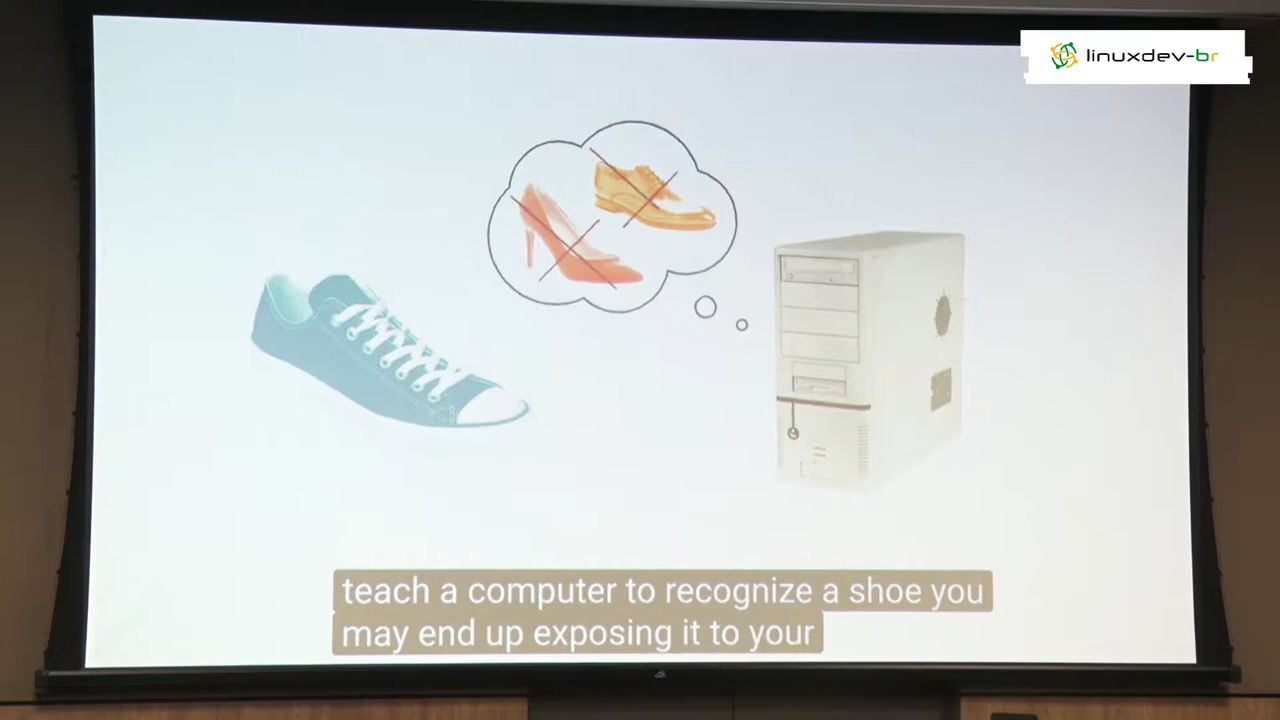 linuxdev-br
teach a computer to recognize a shoe you
may end up exposing it to your